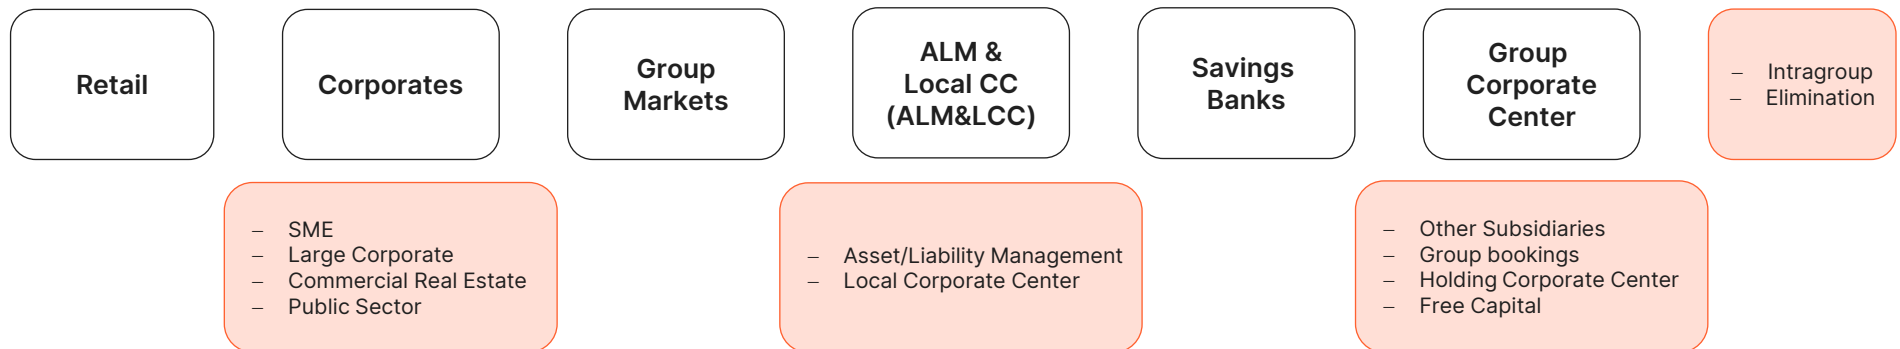 Retail
Corporates
Group
Markets
ALM &
Local CC
(ALM&LCC)
Savings
Banks
Group
Corporate
Center
– Intragroup
– Elimination
– SME
– Large Corporate
– Commercial Real Estate
– Public Sector
– Asset/Liability Management
– Local Corporate Center
– Other Subsidiaries
– Group bookings
– Holding Corporate Center
– Free Capital